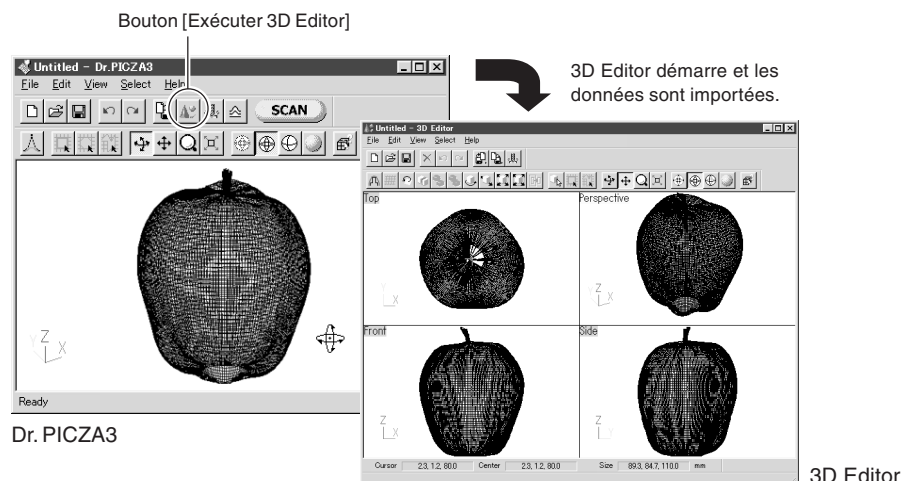 Bouton [Exécuter 3D Editor]
Untitled - Dr.PICZA3
File Edit View Select Help
SCAN
3D Editor démarre et les
données sont importées.
Untitled - 3D Editor
File Edit View Select Help
Top
Perspective
Y X
Z X
Front
Side
Z X
Z Y
Y Z X
Ready
Cursor 2.3, 1.2, 80.0 Center 2.3, 1.2, 80.0 Size 89.3, 84.7, 110.0 mm
Dr. PICZA3
3D Editor